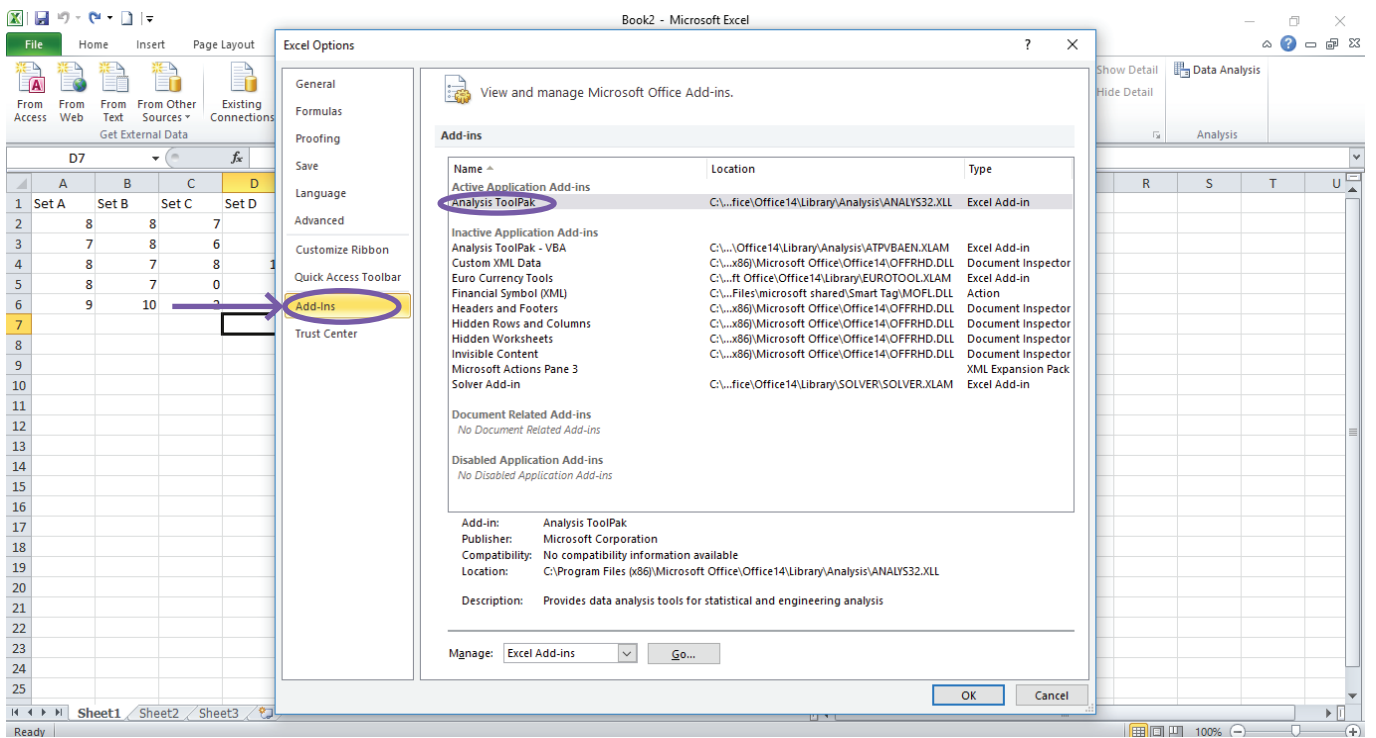 Book2 - Microsoft Excel
File Home Insert Page Layout
Excel Options ? X
From Access
From Web
From Text
From Other Sources
Existing Connections
Get External Data
Show Detail
Hide Detail
Data Analysis
Analysis
D7 fx
A B C D R S T U
1 Set A Set B Set C Set D
2 8 8 7
3 7 8 6
4 8 7 8 1
5 8 7 0
6 9 10
7
8
9
10
11
12
13
14
15
16
17
18
19
20
21
22
23
24
25
General
Formulas
Proofing
Save
Language
Advanced
Customize Ribbon
Quick Access Toolbar
Add-Ins
Trust Center
View and manage Microsoft Office Add-ins.
Add-ins
Name Location Type
Active Application Add-ins
Analysis ToolPak C:\...fice\Office14\Library\Analysis\ANALYS32.XLL Excel Add-in
Inactive Application Add-ins
Analysis ToolPak - VBA C:\...\Office14\Library\Analysis\ATPVBAEN.XLAM Excel Add-in
Custom XML Data C:\...x86)\Microsoft Office\Office14\OFFRHD.DLL Document Inspector
Euro Currency Tools C:\...ft Office\Office14\Library\EUROTOOL.XLAM Excel Add-in
Financial Symbol (XML) C:\...Files\microsoft shared\Smart Tag\MOFL.DLL Action
Headers and Footers C:\...x86)\Microsoft Office\Office14\OFFRHD.DLL Document Inspector
Hidden Rows and Columns C:\...x86)\Microsoft Office\Office14\OFFRHD.DLL Document Inspector
Hidden Worksheets C:\...x86)\Microsoft Office\Office14\OFFRHD.DLL Document Inspector
Invisible Content C:\...x86)\Microsoft Office\Office14\OFFRHD.DLL Document Inspector
Microsoft Actions Pane 3 XML Expansion Pack
Solver Add-in C:\...fice\Office14\Library\SOLVER\SOLVER.XLAM Excel Add-in
Document Related Add-ins
No Document Related Add-ins
Disabled Application Add-ins
No Disabled Application Add-ins
Add-in: Analysis ToolPak
Publisher: Microsoft Corporation
Compatibility: No compatibility information available
Location: C:\Program Files (x86)\Microsoft Office\Office14\Library\Analysis\ANALYS32.XLL
Description: Provides data analysis tools for statistical and engineering analysis
Manage: Excel Add-ins Go...
OK Cancel
Sheet1 Sheet2 Sheet3
Ready 100%